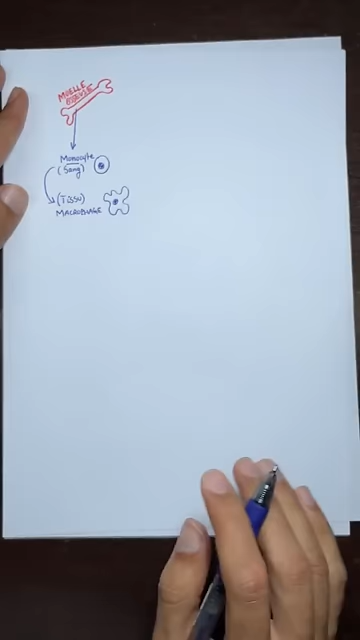 MOELLE
OSSEUSE
Monocyte
(Sang)
(Tissu)
MACROPHAGE